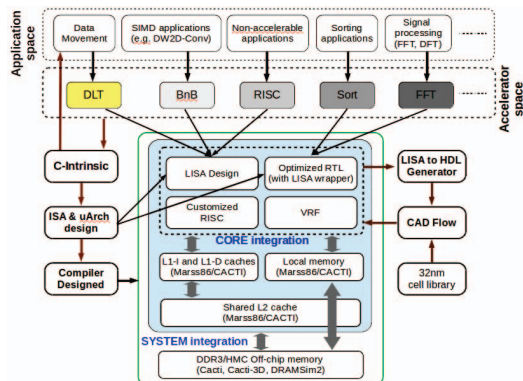 Application
space
Data
Movement
SIMD applications
(e.g. DW2D-Conv)
Non-accelerable
applications
Sorting
applications
Signal
processing
(FFT, DFT)
DLT
BnB
RISC
Sort
FFT
Accelerator
space
C-Intrinsic
ISA & uArch
design
Compiler
Designed
LISA Design
Optimized RTL
(with LISA wrapper)
Customized
RISC
VRF
CORE integration
L1-I and L1-D caches
(Marss86/CACTI)
Local memory
(Marss86/CACTI)
Shared L2 cache
(Marss86/CACTI)
SYSTEM integration
DDR3/HMC Off-chip memory
(Cacti, Cacti-3D, DRAMSim2)
LISA to HDL
Generator
CAD Flow
32nm
cell library